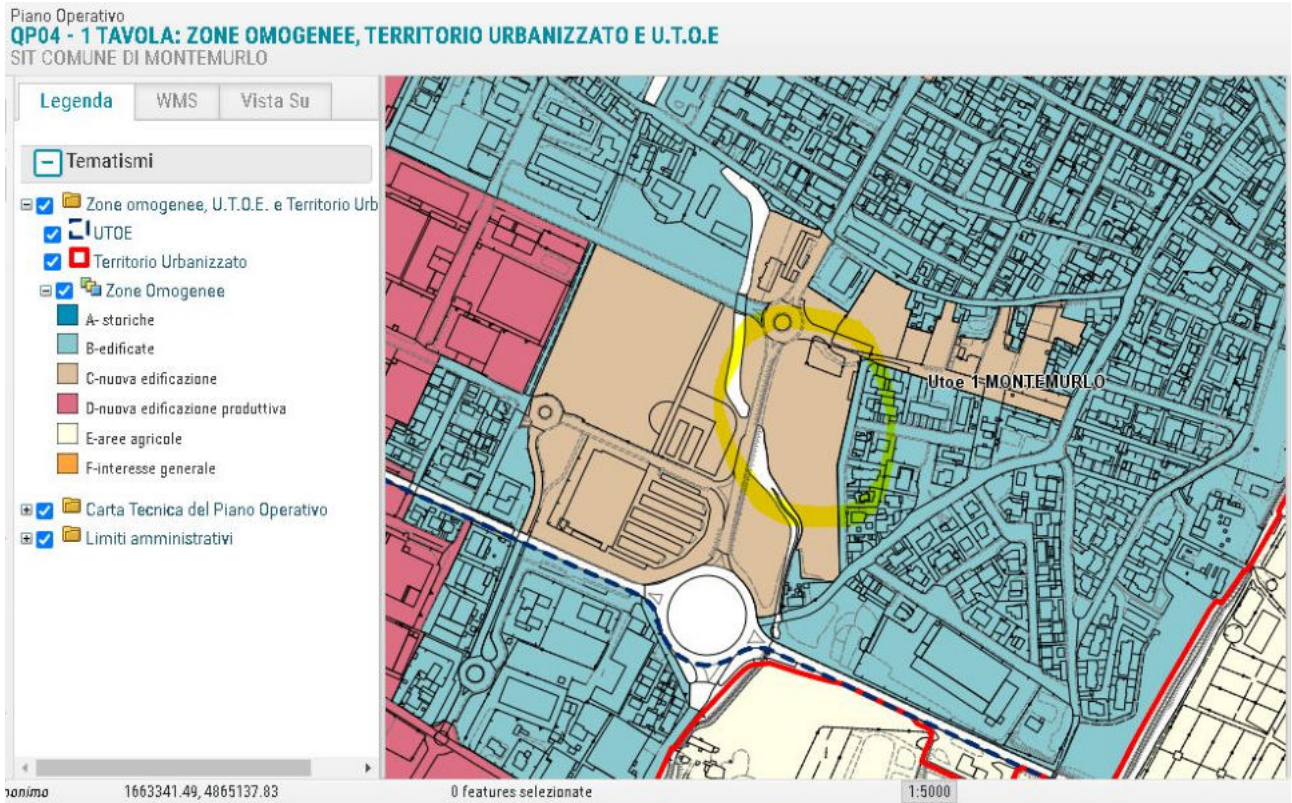 Piano Operativo
QP04 - 1 TAVOLA: ZONE OMOGENEE, TERRITORIO URBANIZZATO E U.T.O.E
SIT COMUNE DI MONTEMURLO
Legenda WMS Vista Su
Tematismi
Zone omogenee, U.T.O.E. e Territorio Urb
UTOE
Territorio Urbanizzato
Zone Omogenee
A- storiche
B-edificate
C-nuova edificazione
D-nuova edificazione produttiva
E-aree agricole
F-interesse generale
Carta Tecnica del Piano Operativo
Limiti amministrativi
Utoe 1 MONTEMURLO
1663341.49, 4865137.83 0 features selezionate 1:5000